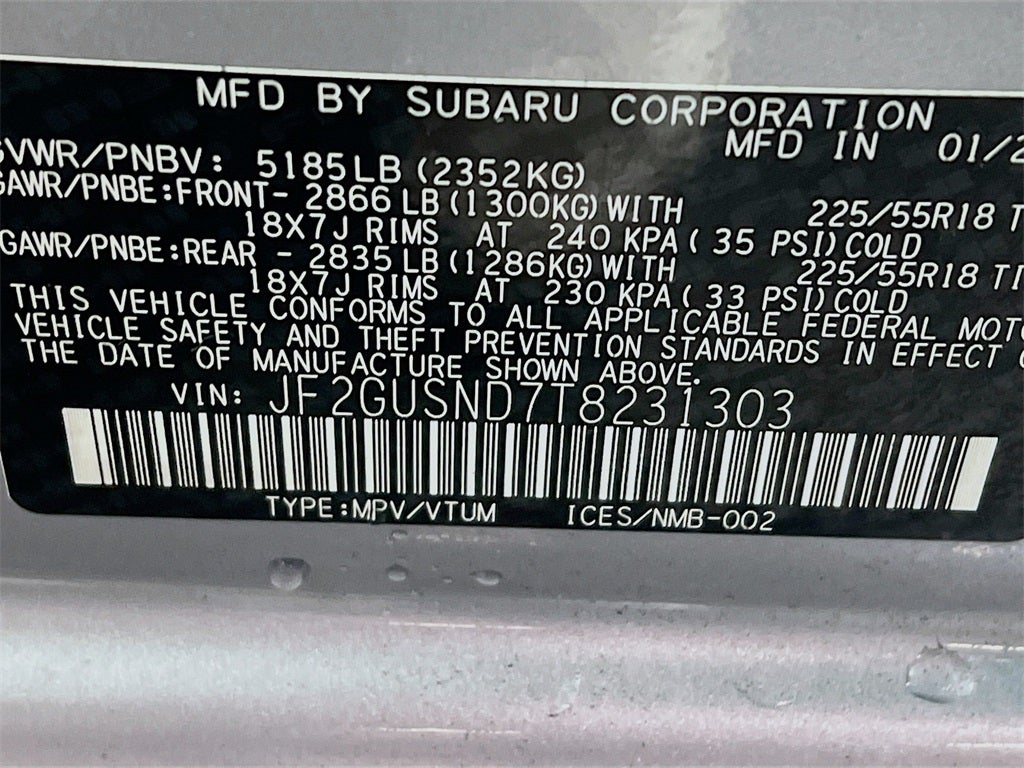 MFD BY SUBARU CORPORATION
MFD IN 01/2
GVWR/PNBV: 5185LB (2352KG)
GAWR/PNBE:FRONT- 2866 LB(1300KG)WITH 225/55R18 T
18X7J RIMS AT 240 KPA( 35 PSI)COLD
GAWR/PNBE:REAR - 2835 LB(1286KG)WITH 225/55R18 TI
18X7J RIMS AT 230 KPA( 33 PSI)COLD
THIS VEHICLE CONFORMS TO ALL APPLICABLE FEDERAL MOTO
VEHICLE SAFETY AND THEFT PREVENTION STANDARDS IN EFFECT O
THE DATE OF MANUFACTURE SHOWN ABOVE.
VIN: JF2GUSND7T8231303
TYPE:MPV/VTUM ICES/NMB-002